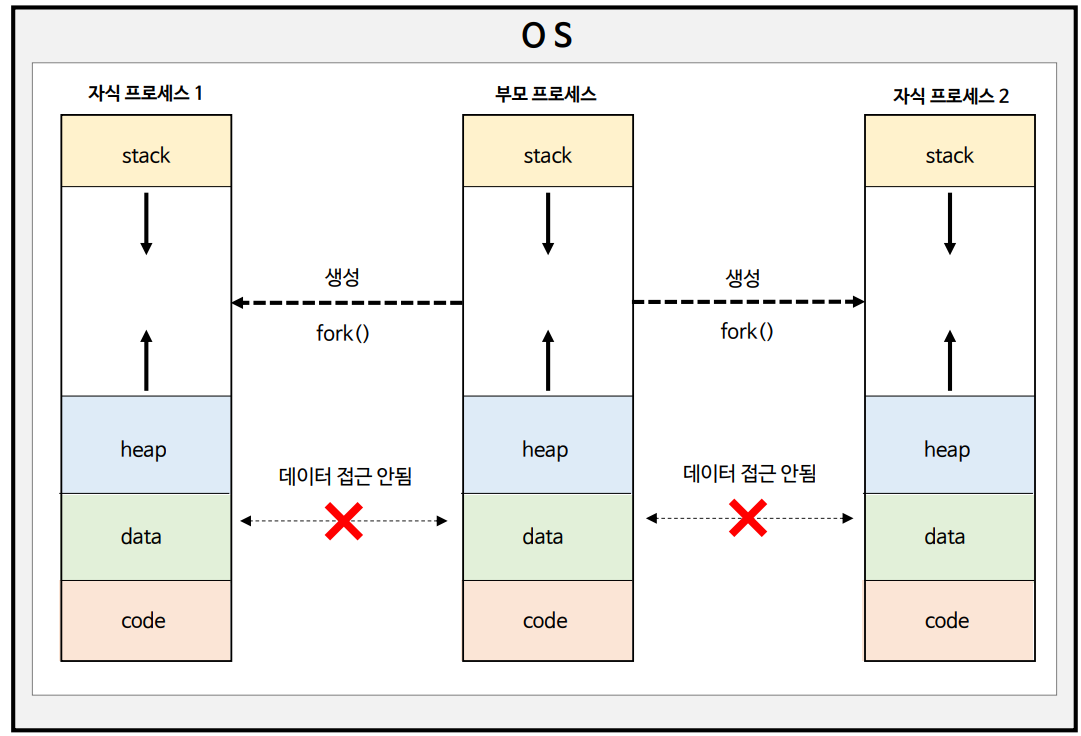 O S
자식 프로세스 1
부모 프로세스
자식 프로세스 2
stack
stack
stack
생성
fork()
생성
fork()
heap
heap
heap
데이터 접근 안됨
데이터 접근 안됨
data
data
data
code
code
code